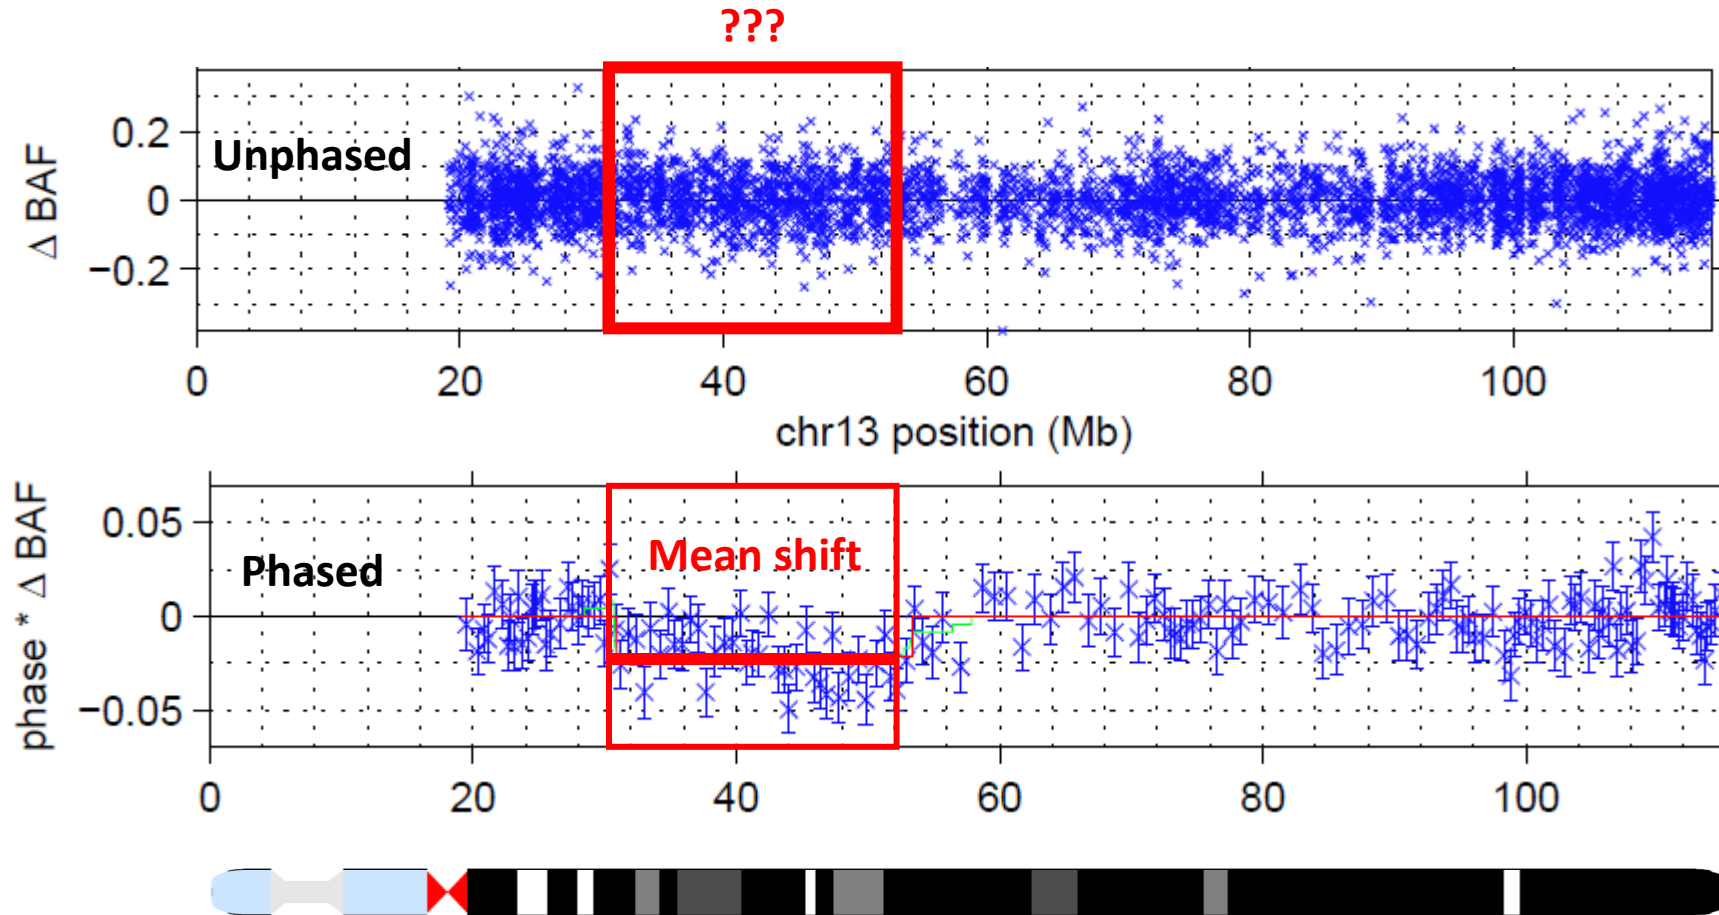 ???
Δ BAF
0.2
0
−0.2
Unphased
0 20 40 60 80 100
chr13 position (Mb)
phase * Δ BAF
0.05
0
−0.05
Mean shift
Phased
0 20 40 60 80 100